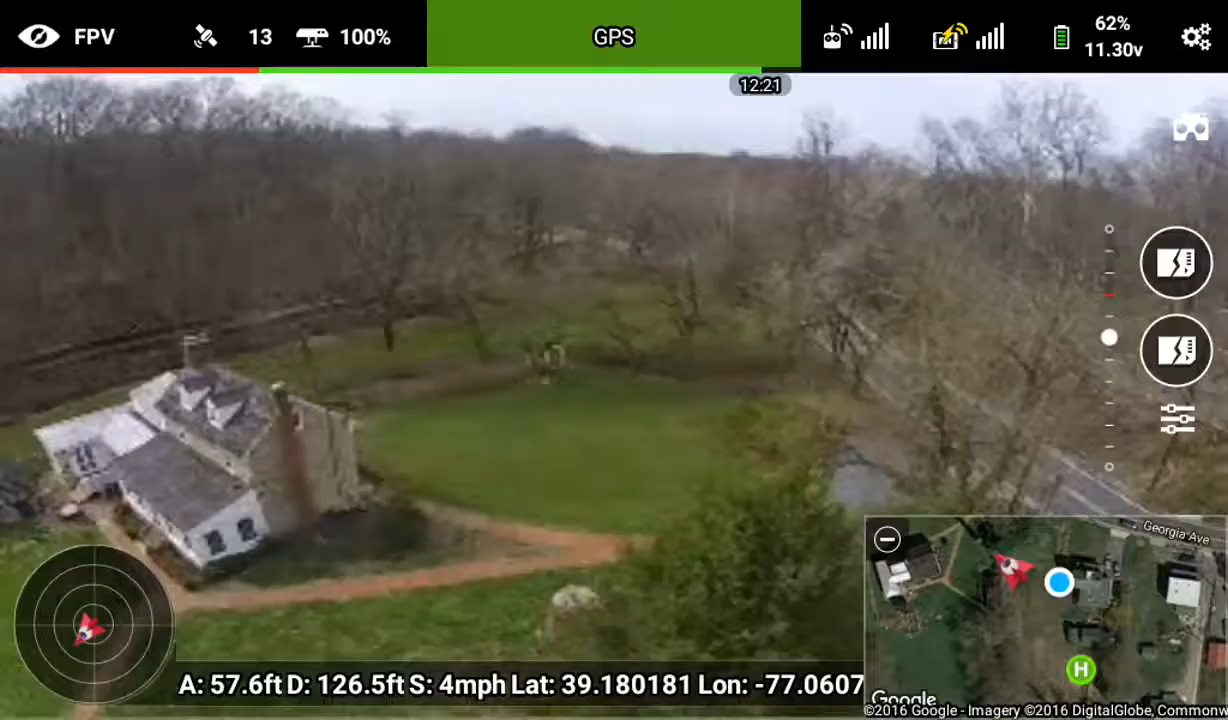 FPV 13 100% GPS 62%
11.30v
12:21
Georgia Ave
H
A: 57.6ft D: 126.5ft S: 4mph Lat: 39.180181 Lon: -77.0607
Google
©2016 Google - Imagery ©2016 DigitalGlobe, Commonw